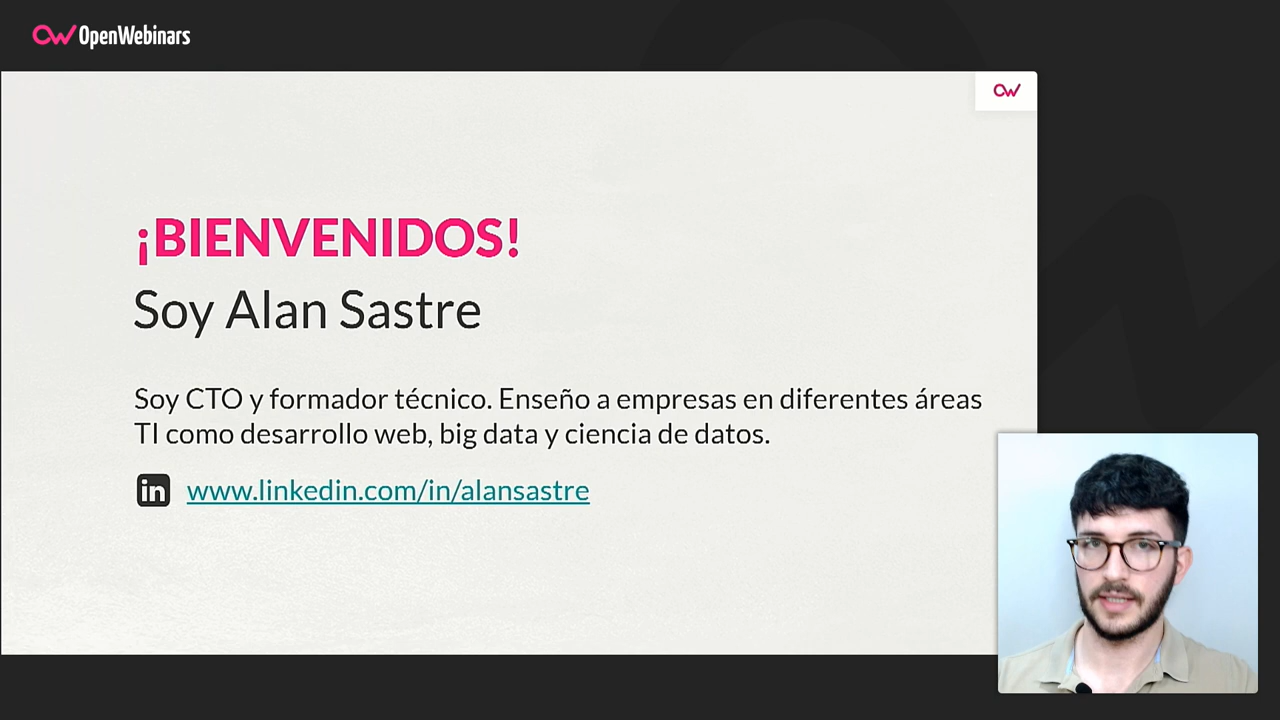 OpenWebinars
¡BIENVENIDOS!
Soy Alan Sastre
Soy CTO y formador técnico. Enseño a empresas en diferentes áreas
TI como desarrollo web, big data y ciencia de datos.
in www.linkedin.com/in/alansastre